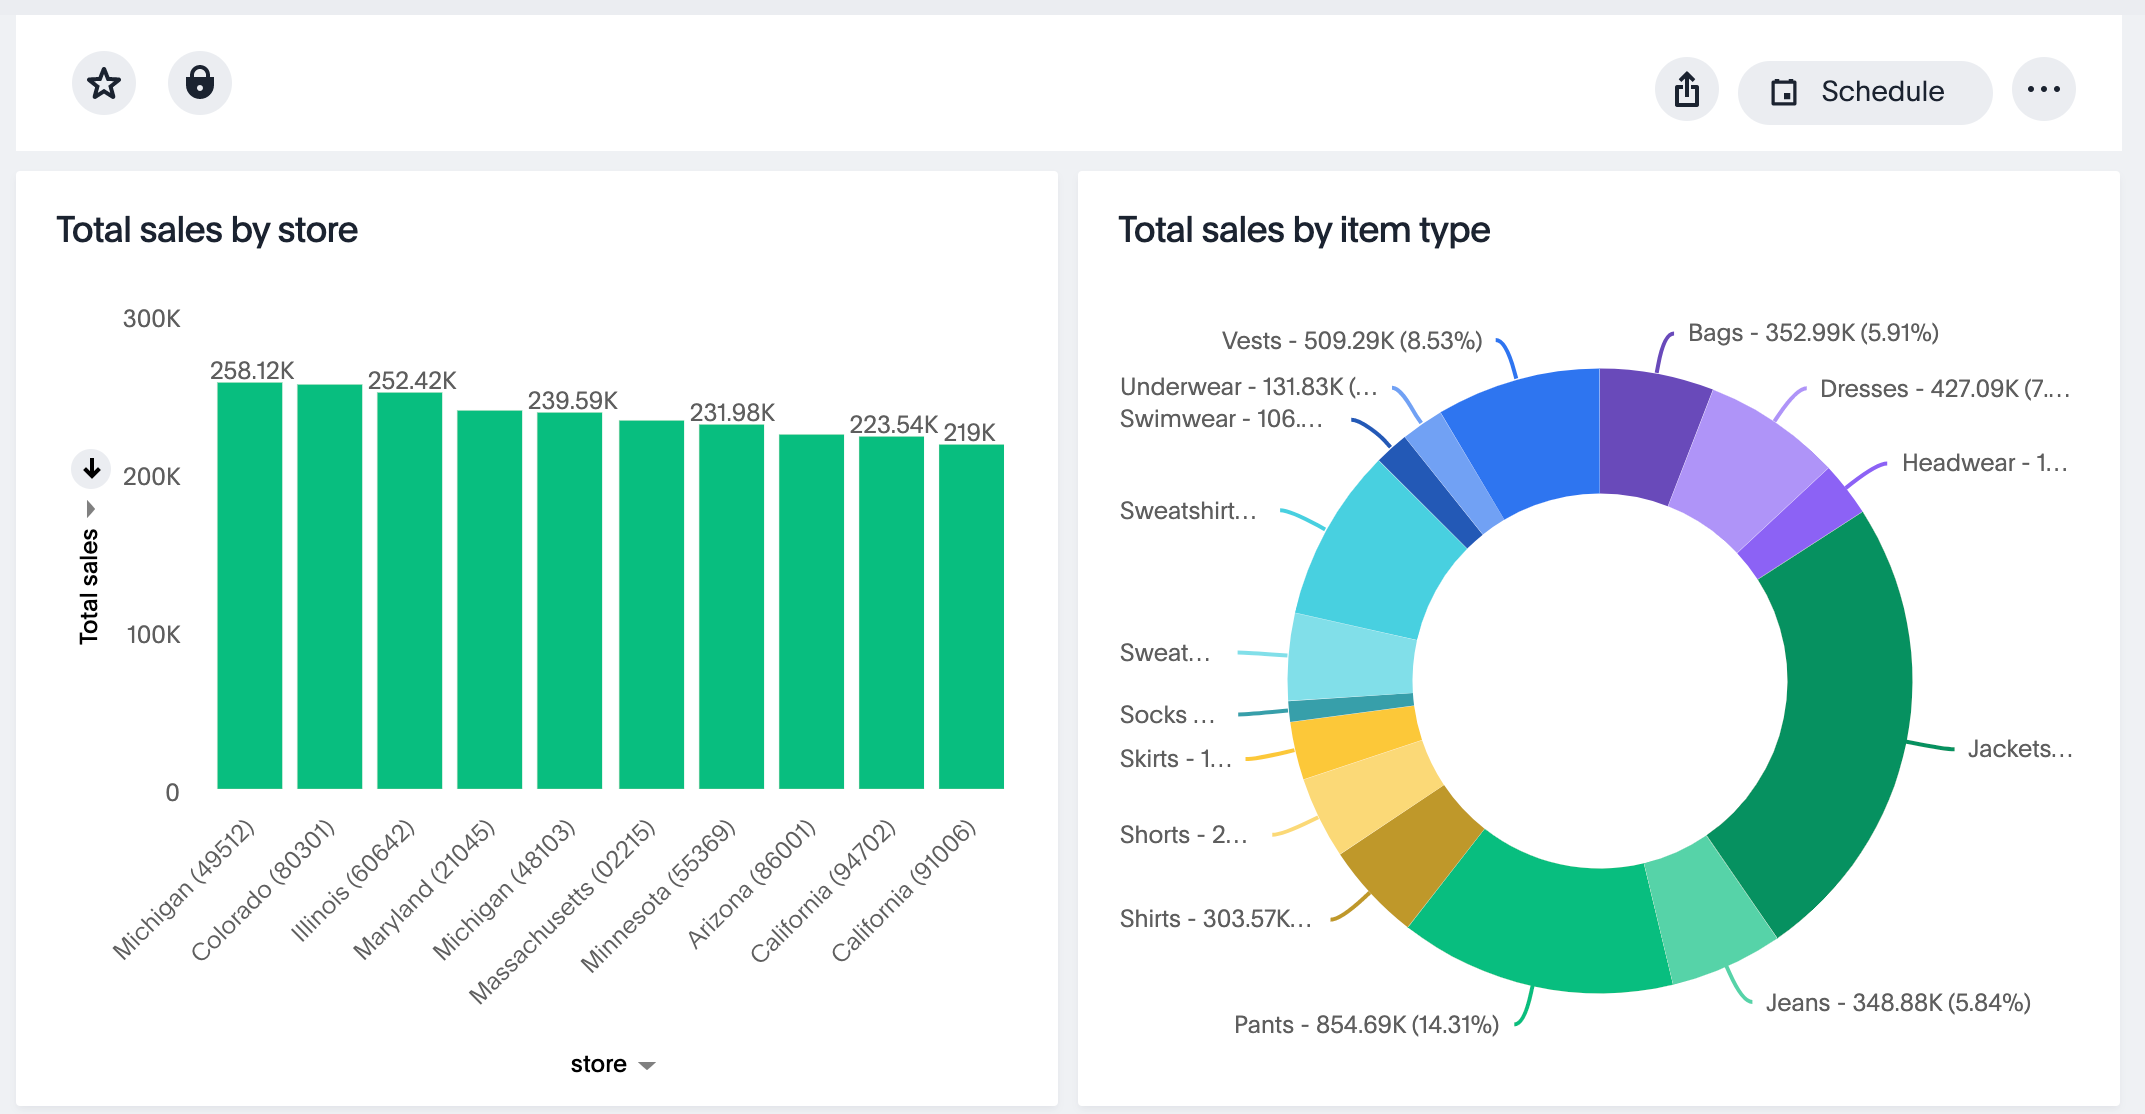 Schedule
Total sales by store
300K
200K
100K
0
Total sales
258.12K
252.42K
239.59K
231.98K
223.54K
219K
Michigan (49512)
Colorado (80301)
Illinois (60642)
Maryland (21045)
Michigan (48103)
Massachusetts (02215)
Minnesota (55369)
Arizona (86001)
California (94702)
California (91006)
store
Total sales by item type
Vests - 509.29K (8.53%)
Bags - 352.99K (5.91%)
Underwear - 131.83K (...
Dresses - 427.09K (7....
Swimwear - 106....
Headwear - 1...
Sweatshirt...
Sweat...
Socks ...
Jackets...
Skirts - 1...
Shorts - 2...
Shirts - 303.57K...
Jeans - 348.88K (5.84%)
Pants - 854.69K (14.31%)